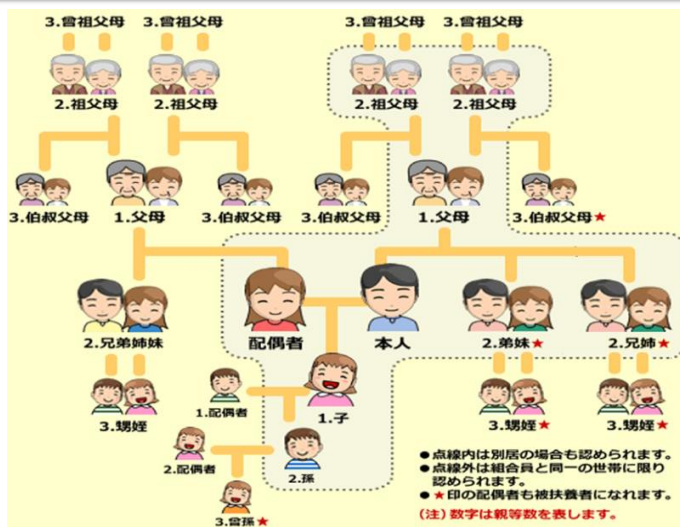 3.曾祖父母 3.曾祖父母 3.曾祖父母 3.曾祖父母
2.祖父母 2.祖父母 2.祖父母 2.祖父母
3.伯叔父母 1.父母 3.伯叔父母 3.伯叔父母 1.父母 3.伯叔父母★
2.兄弟姉妹 配偶者 本人 2.弟妹★ 2.兄姉★
1.配偶者 1.子
3.甥姪 3.甥姪★ 3.甥姪★
2.配偶者 2.孫
3.曾孫★
●点線内は別居の場合も認められます。
●点線外は組合員と同一の世帯に限り
認められます。
●★印の配偶者も被扶養者になれます。
(注)数字は親等数を表します。